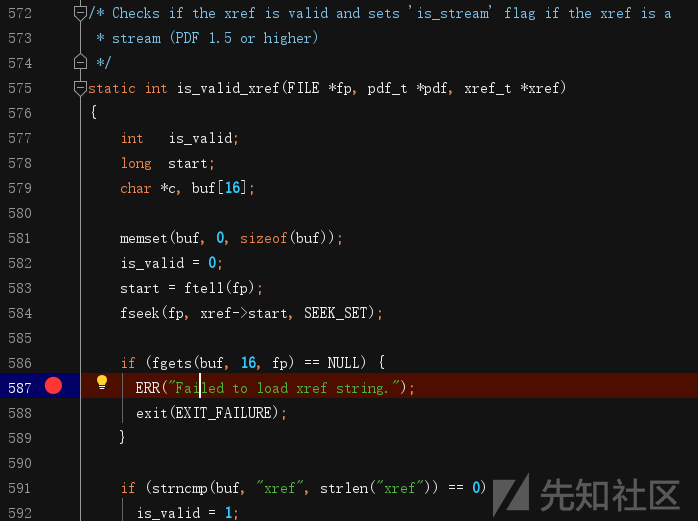 572 /* Checks if the xref is valid and sets 'is_stream' flag if the xref is a
573  * stream (PDF 1.5 or higher)
574  */
575 static int is_valid_xref(FILE *fp, pdf_t *pdf, xref_t *xref)
576 {
577     int   is_valid;
578     long  start;
579     char *c, buf[16];
580
581     memset(buf, 0, sizeof(buf));
582     is_valid = 0;
583     start = ftell(fp);
584     fseek(fp, xref->start, SEEK_SET);
585
586     if (fgets(buf, 16, fp) == NULL) {
587       ERR("Failed to load xref string.");
588       exit(EXIT_FAILURE);
589     }
590
591     if (strncmp(buf, "xref", strlen("xref")) == 0)
592       is_valid = 1;
先知社区